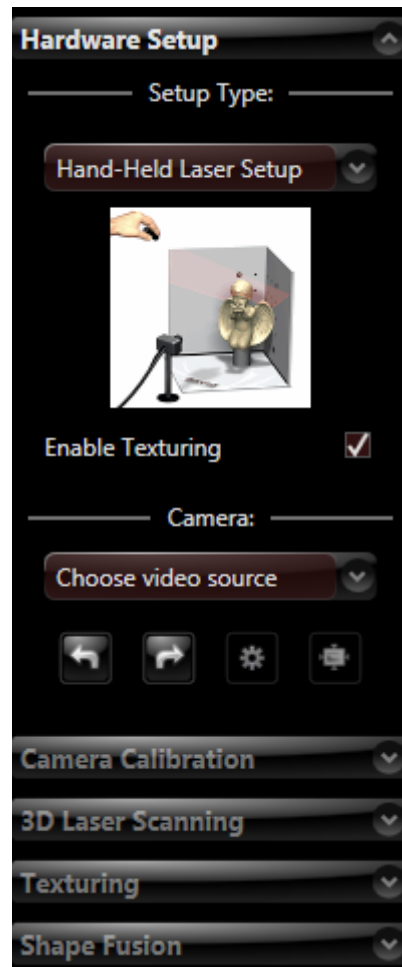 Hardware Setup
Setup Type:
Hand-Held Laser Setup
Enable Texturing
Camera:
Choose video source
Camera Calibration
3D Laser Scanning
Texturing
Shape Fusion